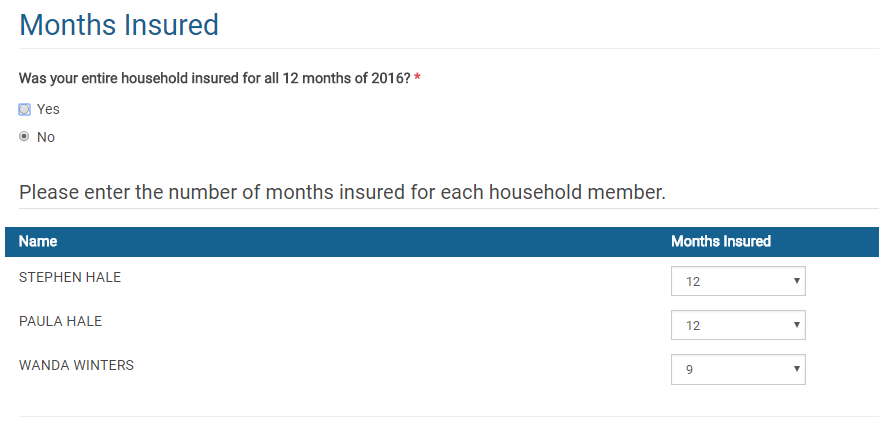 Months Insured
Was your entire household insured for all 12 months of 2016? *
Yes
No
Please enter the number of months insured for each household member.
Name Months Insured
STEPHEN HALE 12
PAULA HALE 12
WANDA WINTERS 9